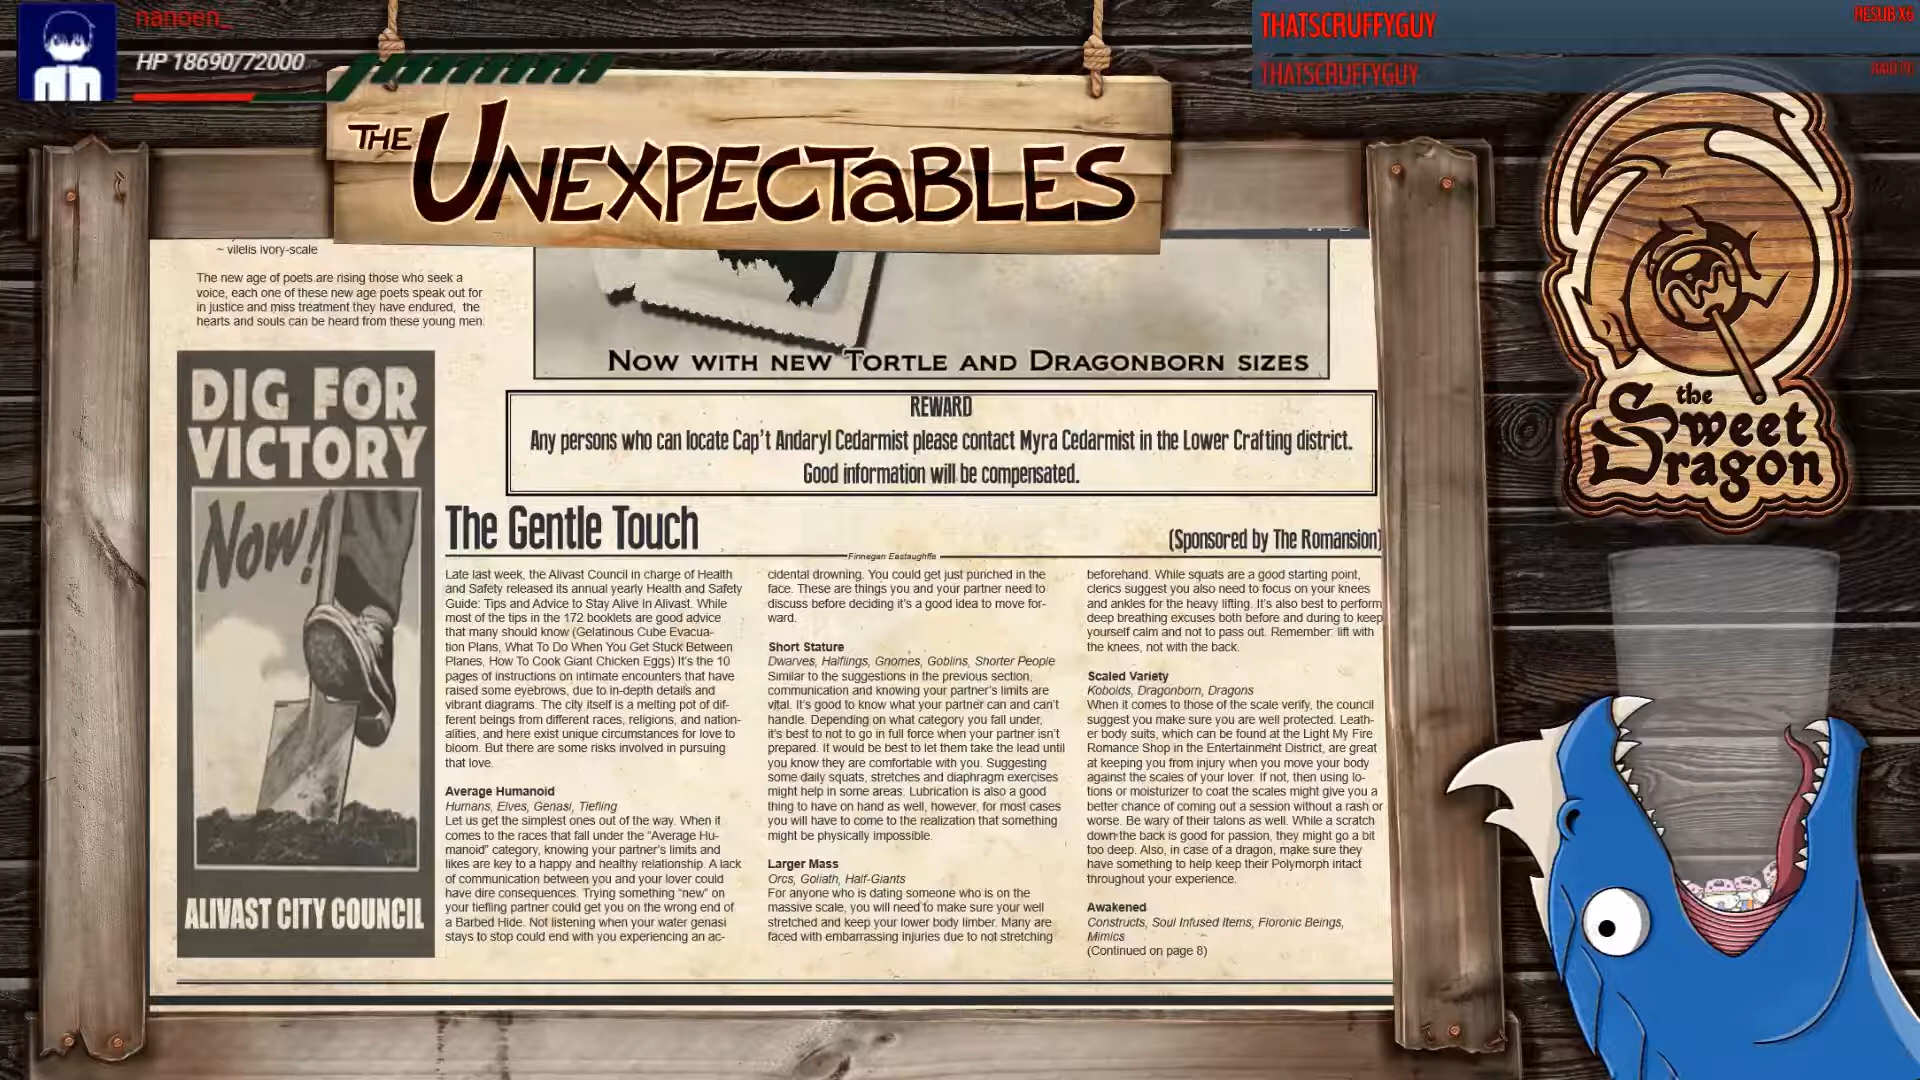 nanoen_
HP 18690/72000
THATSCRUFFYGUY
RESUB X6
THATSCRUFFYGUY
THE UNEXPECTABLES
~ vilelis ivory-scale
The new age of poets are rising those who seek a
voice, each one of these new age poets speak out for
in justice and miss treatment they have endured, the
hearts and souls can be heard from these young men.
NOW WITH NEW TORTLE AND DRAGONBORN SIZES
REWARD
Any persons who can locate Cap't Andaryl Cedarmist please contact Myra Cedarmist in the Lower Crafting district.
Good information will be compensated.
DIG FOR
VICTORY
Now!
ALIVAST CITY COUNCIL
The Gentle Touch
(Sponsored by The Romansion)
Finnegan Eastaughffe
Late last week, the Alivast Council in charge of Health
and Safety released its annual yearly Health and Safety
Guide: Tips and Advice to Stay Alive In Alivast. While
most of the tips in the 172 booklets are good advice
that many should know (Gelatinous Cube Evacua-
tion Plans, What To Do When You Get Stuck Between
Planes, How To Cook Giant Chicken Eggs) It's the 10
pages of instructions on intimate encounters that have
raised some eyebrows, due to in-depth details and
vibrant diagrams. The city itself is a melting pot of dif-
ferent beings from different races, religions, and nation-
alities, and here exist unique circumstances for love to
bloom. But there are some risks involved in pursuing
that love.
Average Humanoid
Humans, Elves, Genasi, Tiefling
Let us get the simplest ones out of the way. When it
comes to the races that fall under the "Average Hu-
manoid" category, knowing your partner's limits and
likes are key to a happy and healthy relationship. A lack
of communication between you and your lover could
have dire consequences. Trying something "new" on
your tiefling partner could get you on the wrong end of
a Barbed Hide. Not listening when your water genasi
stays to stop could end with you experiencing an ac-
cidental drowning. You could get just punched in the
face. These are things you and your partner need to
discuss before deciding it's a good idea to move for-
ward.
Short Stature
Dwarves, Halflings, Gnomes, Goblins, Shorter People
Similar to the suggestions in the previous section,
communication and knowing your partner's limits are
vital. It's good to know what your partner can and can't
handle. Depending on what category you fall under,
it's best to not to go in full force when your partner isn't
prepared. It would be best to let them take the lead until
you know they are comfortable with you. Suggesting
some daily squats, stretches and diaphragm exercises
might help in some areas. Lubrication is also a good
thing to have on hand as well, however, for most cases
you will have to come to the realization that something
might be physically impossible.
Larger Mass
Orcs, Goliath, Half-Giants
For anyone who is dating someone who is on the
massive scale, you will need to make sure your well
stretched and keep your lower body limber. Many are
faced with embarrassing injuries due to not stretching
beforehand. While squats are a good starting point,
clerics suggest you also need to focus on your knees
and ankles for the heavy lifting. It's also best to perform
deep breathing excuses both before and during to keep
yourself calm and not to pass out. Remember: lift with
the knees, not with the back.
Scaled Variety
Kobolds, Dragonborn, Dragons
When it comes to those of the scale verify, the council
suggest you make sure you are well protected. Leath-
er body suits, which can be found at the Light My Fire
Romance Shop in the Entertainment District, are great
at keeping you from injury when you move your body
against the scales of your lover. If not, then using lo-
tions or moisturizer to coat the scales might give you a
better chance of coming out a session without a rash or
worse. Be wary of their talons as well. While a scratch
down the back is good for passion, they might go a bit
too deep. Also, in case of a dragon, make sure they
have something to help keep their Polymorph intact
throughout your experience.
Awakened
Constructs, Soul Infused Items, Floronic Beings,
Mimics
(Continued on page 8)
the
Sweet
Dragon